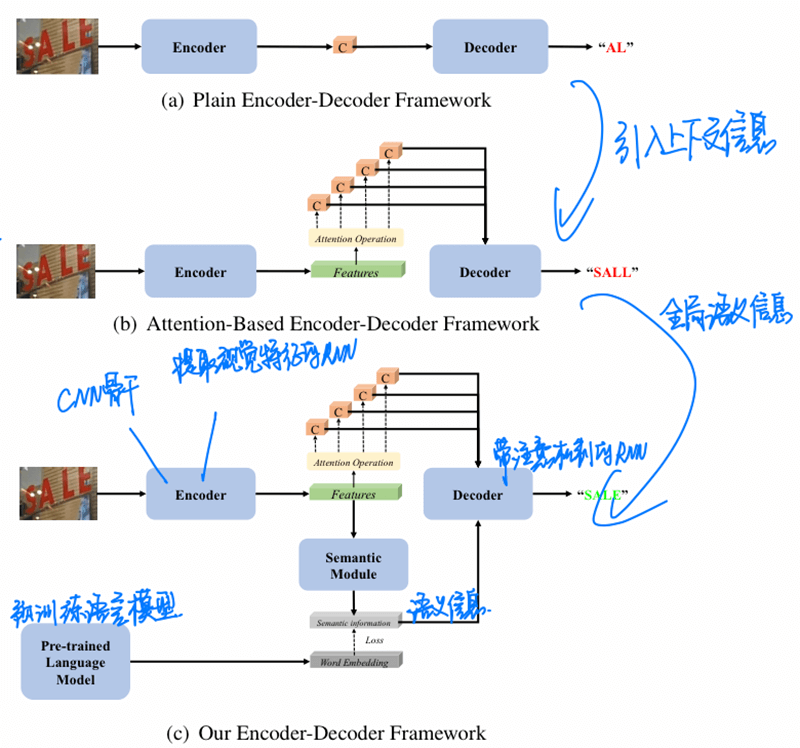 SALE
Encoder
C
Decoder
“AL”
(a) Plain Encoder-Decoder Framework
引入上下文信息
C
C
C
C
Attention Operation
SALE
Encoder
Features
Decoder
“SALL”
(b) Attention-Based Encoder-Decoder Framework
全局语义信息
提取视觉特征的RNN
CNN骨干
C
C
C
C
Attention Operation
带注意机制的RNN
SALE
Encoder
Features
Decoder
“SALE”
Semantic
Module
预训练语言模型
Semantic information
语义信息
Loss
Pre-trained
Language
Model
Word Embedding
(c) Our Encoder-Decoder Framework